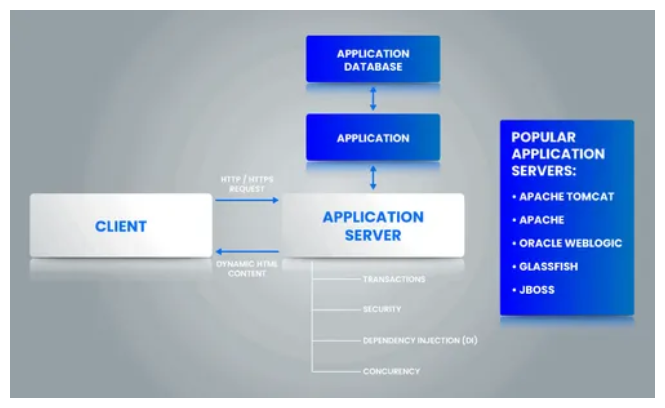 APPLICATION
DATABASE
APPLICATION
HTTP / HTTPS
REQUEST
CLIENT
APPLICATION
SERVER
DYNAMIC HTML
CONTENT
TRANSACTIONS
SECURITY
DEPENDENCY INJECTION (DI)
CONCURENCY
POPULAR
APPLICATION
SERVERS:
• APACHE TOMCAT
• APACHE
• ORACLE WEBLOGIC
• GLASSFISH
• JBOSS